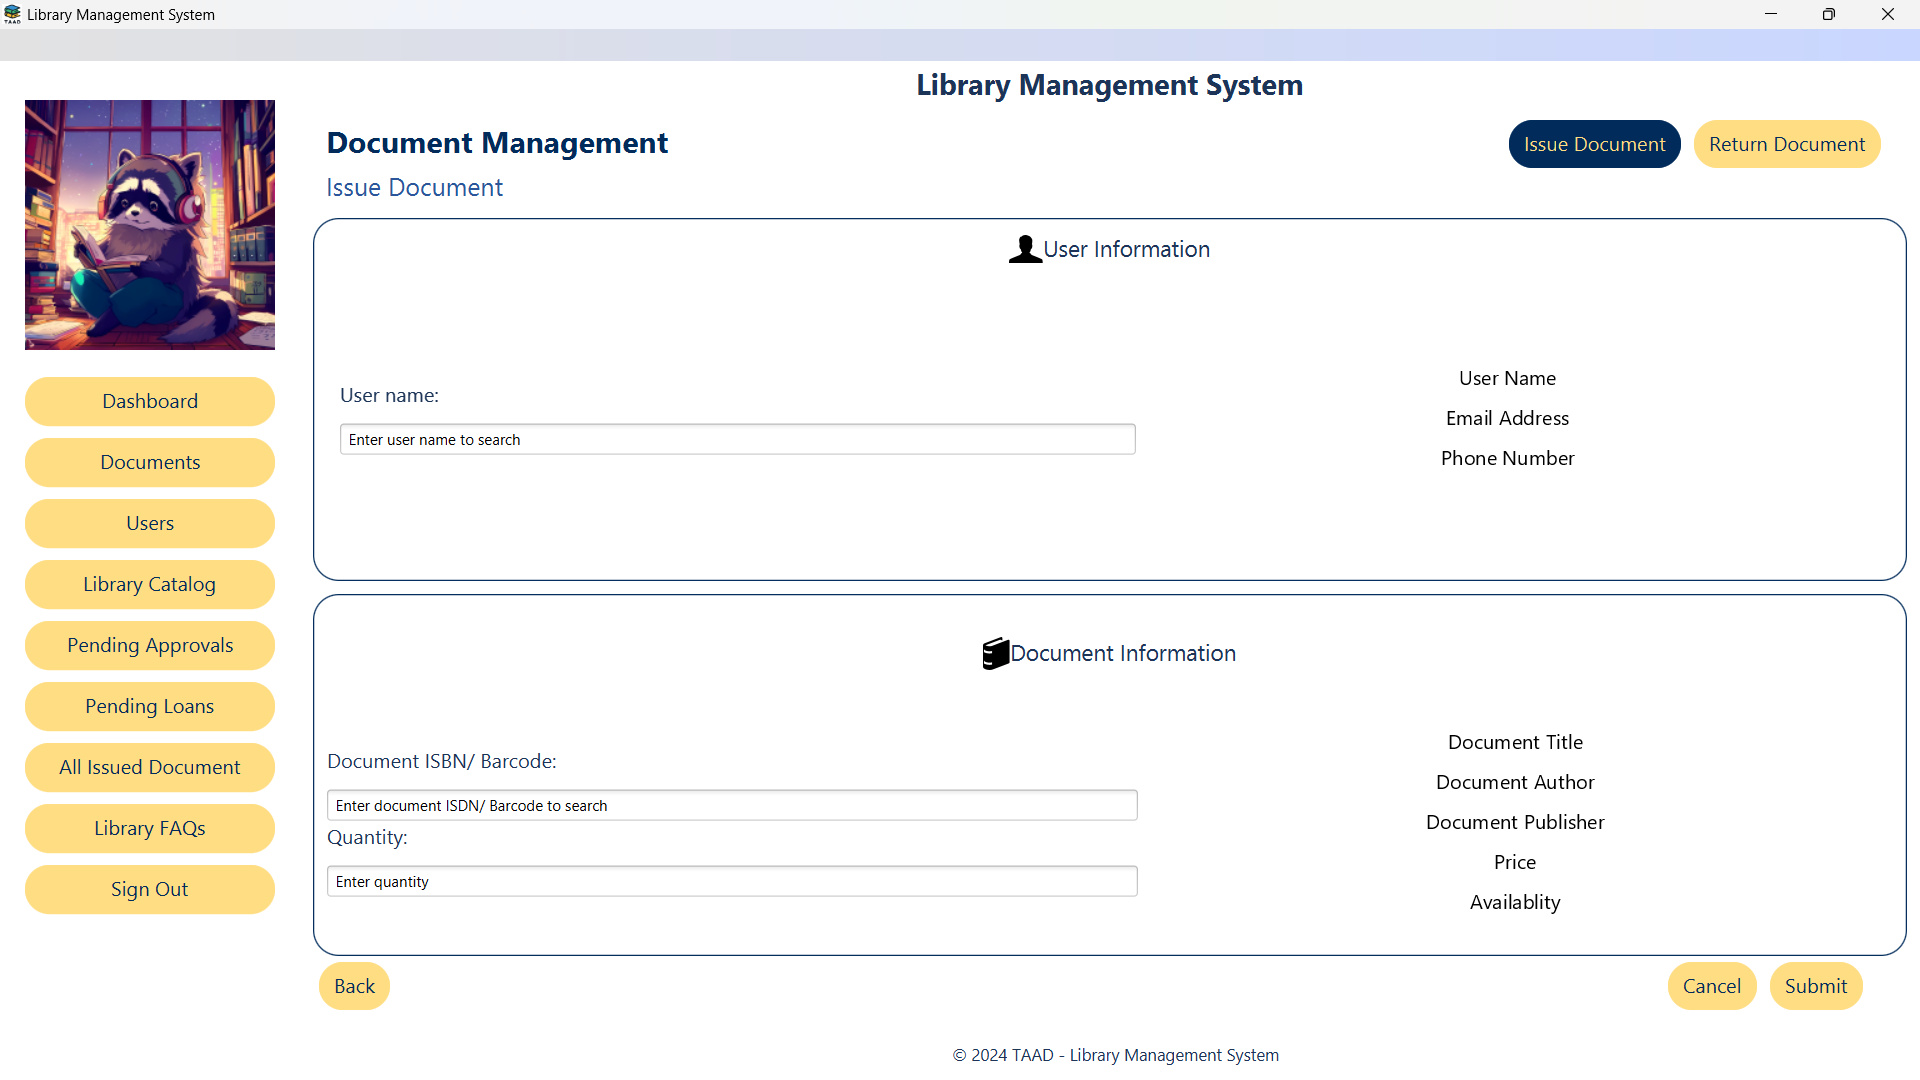 Library Management System
Library Management System
Document Management
Issue Document
Return Document
Issue Document
Dashboard
Documents
Users
Library Catalog
Pending Approvals
Pending Loans
All Issued Document
Library FAQs
Sign Out
User Information
User name:
Enter user name to search
User Name
Email Address
Phone Number
Document Information
Document ISBN/ Barcode:
Enter document ISDN/ Barcode to search
Quantity:
Enter quantity
Document Title
Document Author
Document Publisher
Price
Availablity
Back
Cancel
Submit
© 2024 TAAD - Library Management System